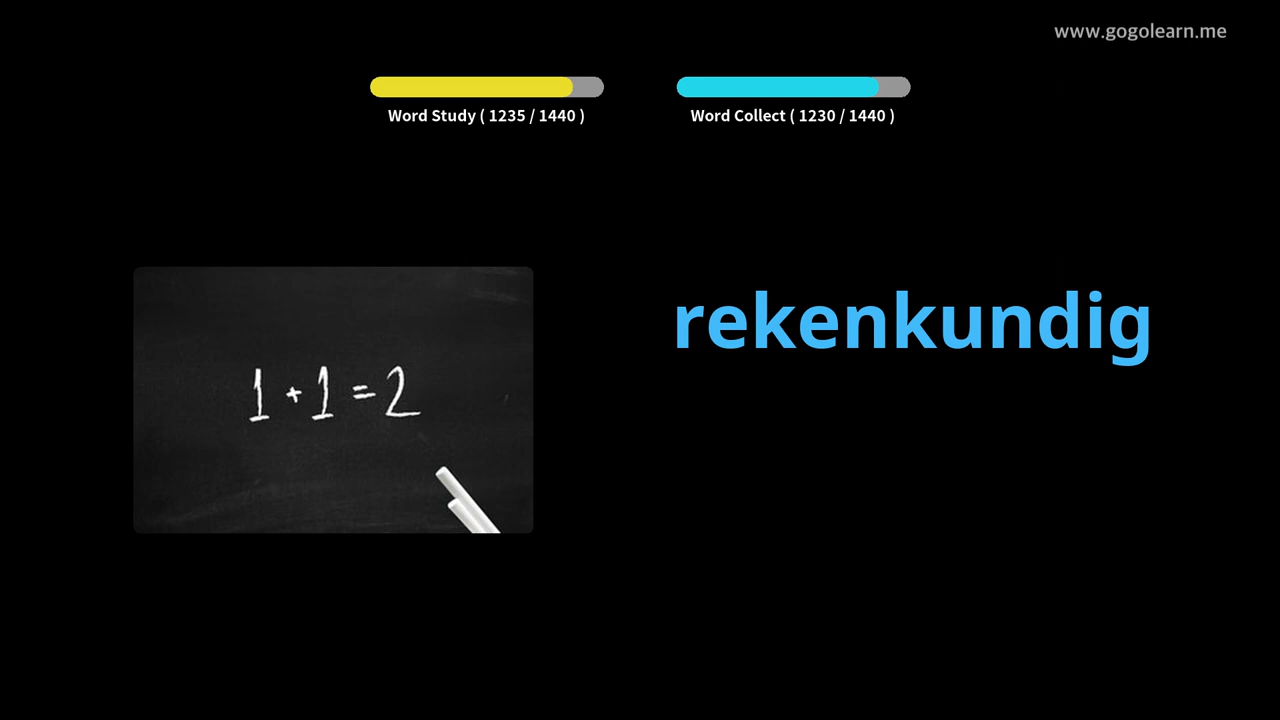 www.gogolearn.me
Word Study ( 1235 / 1440 )
Word Collect ( 1230 / 1440 )
rekenkundig
1 + 1 = 2